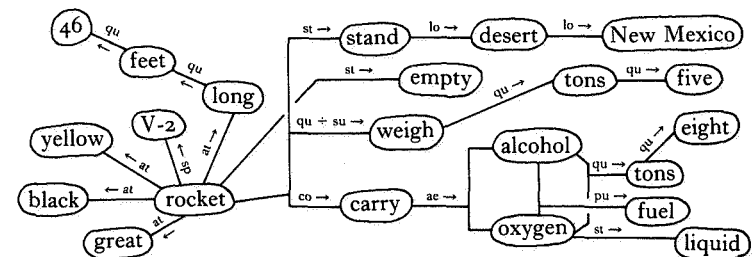 46
qu
←
feet
qu
←
long
st → stand lo → desert lo → New Mexico
st → empty
qu → tons qu → five
V-2
at →
yellow
← at
← sp
qu ÷ su → weigh
alcohol
qu →
eight
qu → tons
black ← at rocket
co → carry ae →
pu → fuel
great
at
←
oxygen
st → liquid